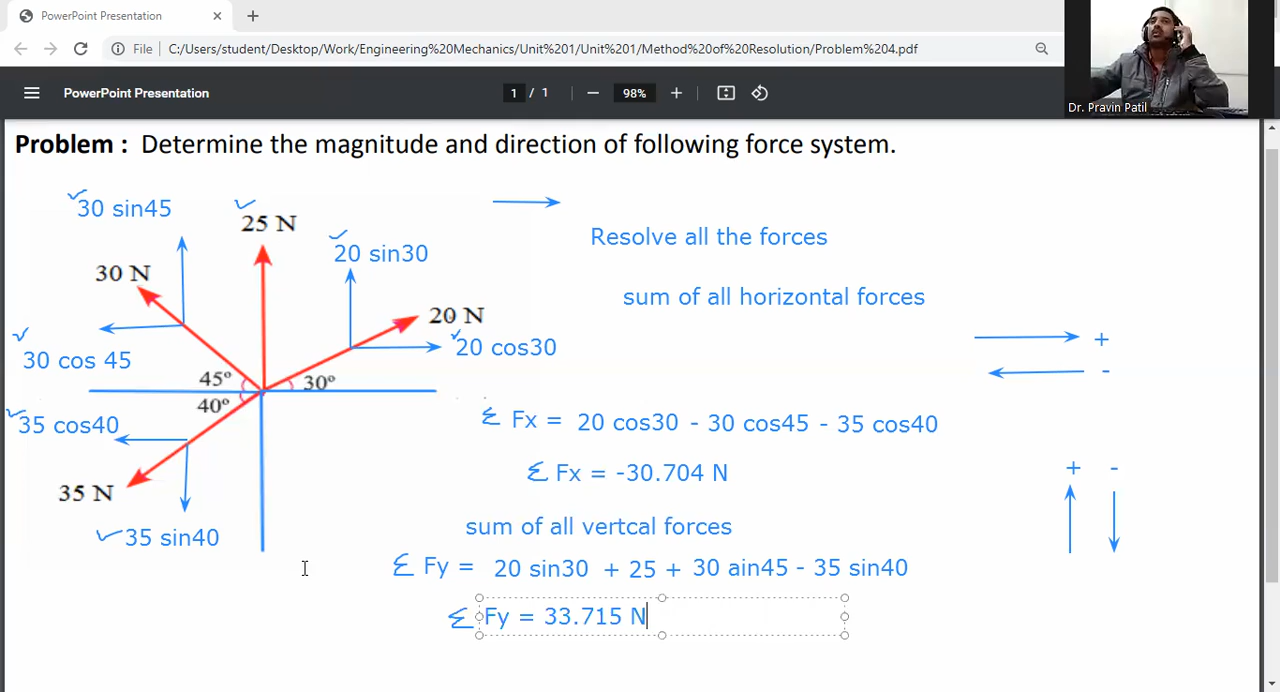 PowerPoint Presentation
File
C:/Users/student/Desktop/Work/Engineering%20Mechanics/Unit%201/Unit%201/Method%20of%20Resolution/Problem%204.pdf
PowerPoint Presentation
1 / 1
98%
Dr. Pravin Patil
Problem : Determine the magnitude and direction of following force system.
30 sin45
25 N
20 sin30
30 N
20 N
20 cos30
30 cos 45
45º
30º
40º
35 cos40
35 N
35 sin40
Resolve all the forces
sum of all horizontal forces
+
-
Σ Fx = 20 cos30 - 30 cos45 - 35 cos40
Σ Fx = -30.704 N
+ -
sum of all vertcal forces
Σ Fy = 20 sin30 + 25 + 30 ain45 - 35 sin40
Σ Fy = 33.715 N